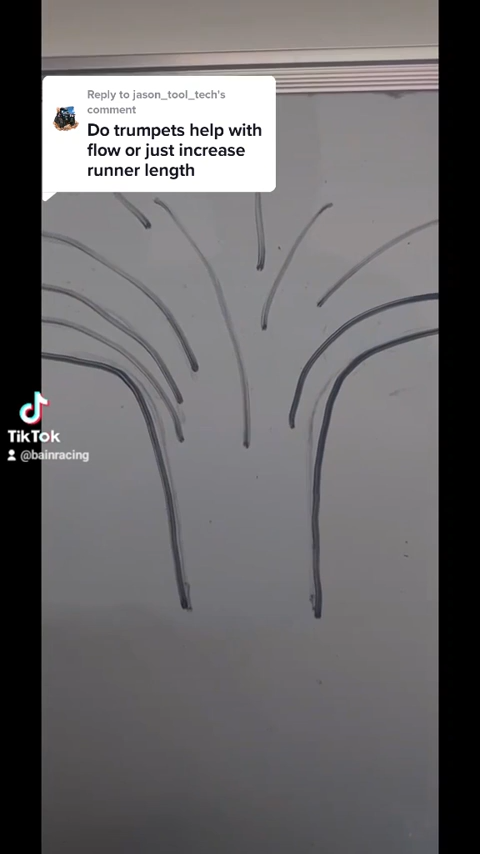 Reply to jason_tool_tech's
comment
Do trumpets help with
flow or just increase
runner length
TikTok
@bainracing